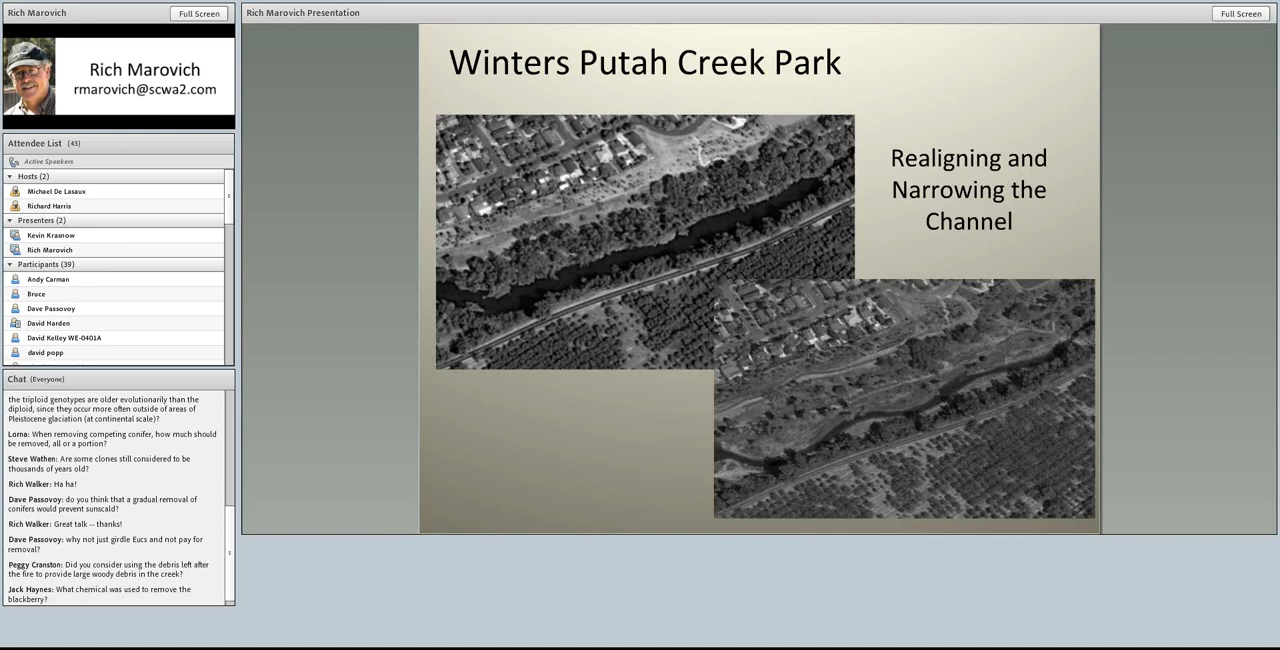 Rich Marovich
Full Screen
Rich Marovich
rmarovich@scwa2.com
Attendee List (43)
Active Speakers
Hosts (2)
Michael De Lasaux
Richard Harris
Presenters (2)
Kevin Krasnow
Rich Marovich
Participants (39)
Andy Carman
Bruce
Dave Passovoy
David Harden
David Kelley WE-0401A
david popp
Chat (Everyone)
the triploid genotypes are older evolutionarily than the
diploid, since they occur more often outside of areas of
Pleistocene glaciation (at continental scale)?
Lorna: When removing competing conifer, how much should
be removed, all or a portion?
Steve Wathen: Are some clones still considered to be
thousands of years old?
Rich Walker: Ha ha!
Dave Passovoy: do you think that a gradual removal of
conifers would prevent sunscald?
Rich Walker: Great talk -- thanks!
Dave Passovoy: why not just girdle Eucs and not pay for
removal?
Peggy Cranston: Did you consider using the debris left after
the fire to provide large woody debris in the creek?
Jack Haynes: What chemical was used to remove the
blackberry?
Rich Marovich Presentation
Full Screen
Winters Putah Creek Park
Realigning and
Narrowing the
Channel